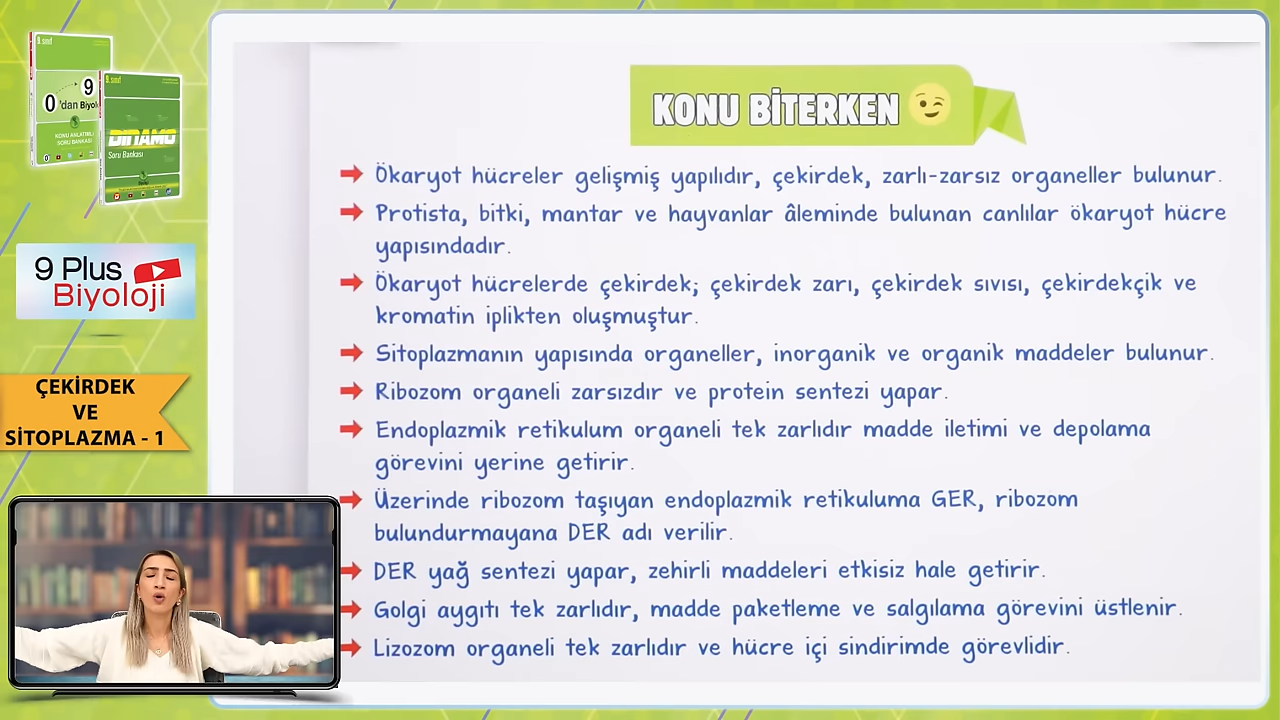 9. sınıf
0'dan
9
Biyoloji
KONU ANLATIMLI
SORU BANKASI
9. sınıf
DİNAMO
Soru Bankası
9 Plus
Biyoloji
ÇEKİRDEK
VE
SİTOPLAZMA - 1
KONU BİTERKEN
Ökaryot hücreler gelişmiş yapılıdır, çekirdek, zarlı-zarsız organeller bulunur.
Protista, bitki, mantar ve hayvanlar âleminde bulunan canlılar ökaryot hücre
yapısındadır.
Ökaryot hücrelerde çekirdek; çekirdek zarı, çekirdek sıvısı, çekirdekçik ve
kromatin iplikten oluşmuştur.
Sitoplazmanın yapısında organeller, inorganik ve organik maddeler bulunur.
Ribozom organeli zarsızdır ve protein sentezi yapar.
Endoplazmik retikulum organeli tek zarlıdır madde iletimi ve depolama
görevini yerine getirir.
Üzerinde ribozom taşıyan endoplazmik retikuluma GER, ribozom
bulundurmayana DER adı verilir.
DER yağ sentezi yapar, zehirli maddeleri etkisiz hale getirir.
Golgi aygıtı tek zarlıdır, madde paketleme ve salgılama görevini üstlenir.
Lizozom organeli tek zarlıdır ve hücre içi sindirimde görevlidir.